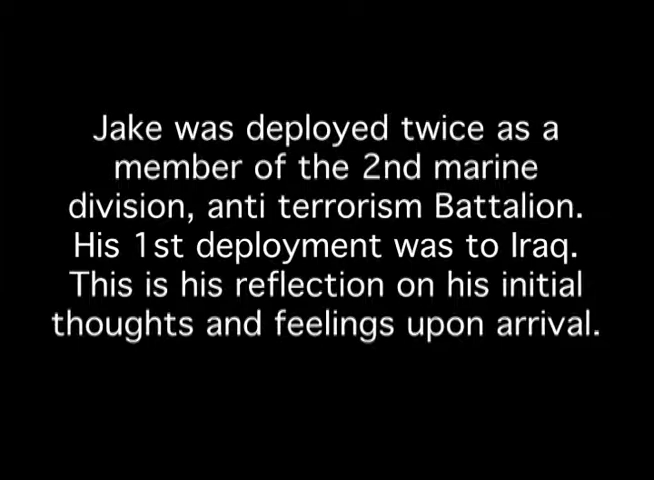 Jake was deployed twice as a
member of the 2nd marine
division, anti terrorism Battalion.
His 1st deployment was to Iraq.
This is his reflection on his initial
thoughts and feelings upon arrival.